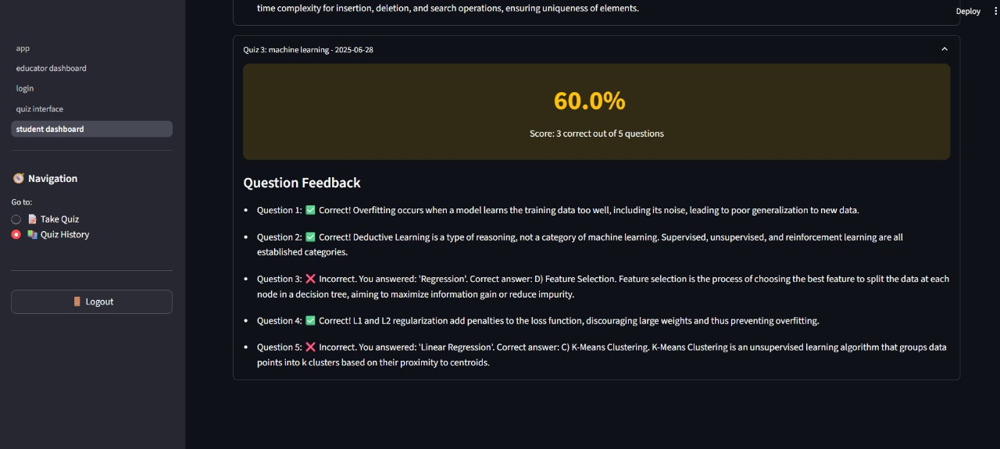 app
educator dashboard
login
quiz interface
student dashboard
Navigation
Go to:
Take Quiz
Quiz History
Logout
Deploy
time complexity for insertion, deletion, and search operations, ensuring uniqueness of elements.
Quiz 3: machine learning - 2025-06-28
60.0%
Score: 3 correct out of 5 questions
Question Feedback
• Question 1: ✅ Correct! Overfitting occurs when a model learns the training data too well, including its noise, leading to poor generalization to new data.
• Question 2: ✅ Correct! Deductive Learning is a type of reasoning, not a category of machine learning. Supervised, unsupervised, and reinforcement learning are all
established categories.
• Question 3: ❌ Incorrect. You answered: 'Regression'. Correct answer: D) Feature Selection. Feature selection is the process of choosing the best feature to split the data at each
node in a decision tree, aiming to maximize information gain or reduce impurity.
• Question 4: ✅ Correct! L1 and L2 regularization add penalties to the loss function, discouraging large weights and thus preventing overfitting.
• Question 5: ❌ Incorrect. You answered: 'Linear Regression'. Correct answer: C) K-Means Clustering. K-Means Clustering is an unsupervised learning algorithm that groups data
points into k clusters based on their proximity to centroids.